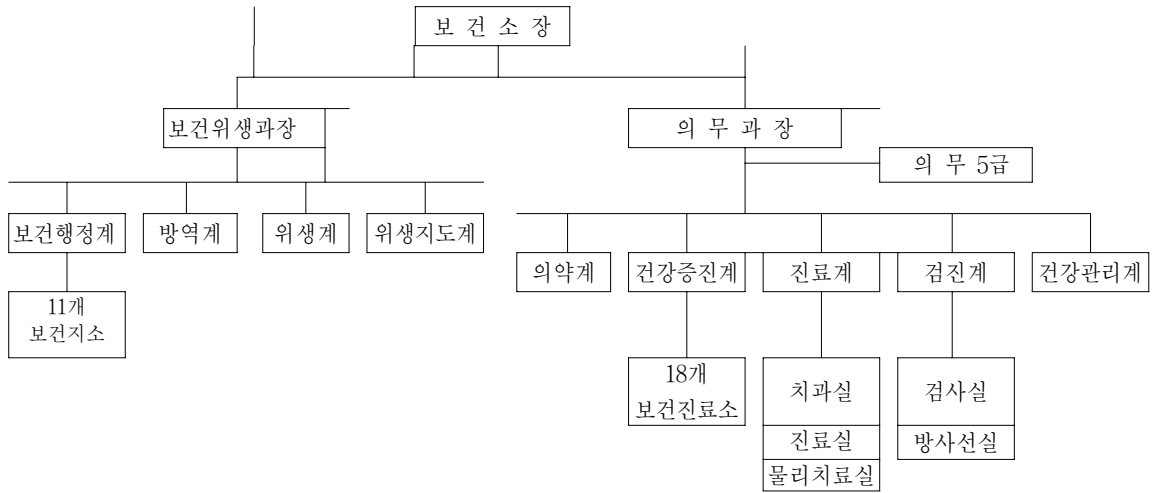 보 건 소 장
보건위생과장
의 무 과 장
의 무 5급
보건행정계
방역계
위생계
위생지도계
의약계
건강증진계
진료계
검진계
건강관리계
11개
보건지소
18개
보건진료소
치과실
진료실
물리치료실
검사실
방사선실